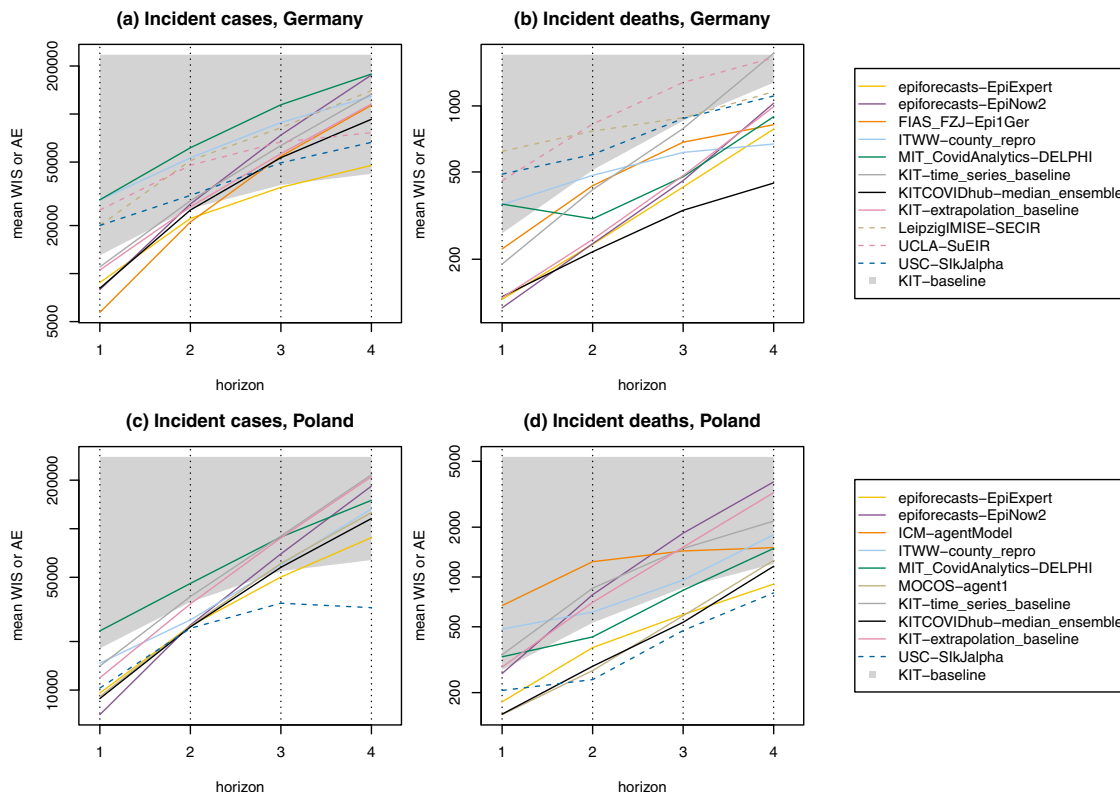 (a) Incident cases, Germany
mean WIS or AE
5000
20000
50000
200000
1 2 3 4
horizon
(b) Incident deaths, Germany
mean WIS or AE
200
500
1000
1 2 3 4
horizon
epiforecasts−EpiExpert
epiforecasts−EpiNow2
FIAS_FZJ−Epi1Ger
ITWW−county_repro
MIT_CovidAnalytics−DELPHI
KIT−time_series_baseline
KITCOVIDhub−median_ensemble
KIT−extrapolation_baseline
LeipzigIMISE−SECIR
UCLA−SuEIR
USC−SIkJalpha
KIT−baseline
(c) Incident cases, Poland
mean WIS or AE
10000
50000
200000
1 2 3 4
horizon
(d) Incident deaths, Poland
mean WIS or AE
200
500
1000
2000
5000
1 2 3 4
horizon
epiforecasts−EpiExpert
epiforecasts−EpiNow2
ICM−agentModel
ITWW−county_repro
MIT_CovidAnalytics−DELPHI
MOCOS−agent1
KIT−time_series_baseline
KITCOVIDhub−median_ensemble
KIT−extrapolation_baseline
USC−SIkJalpha
KIT−baseline